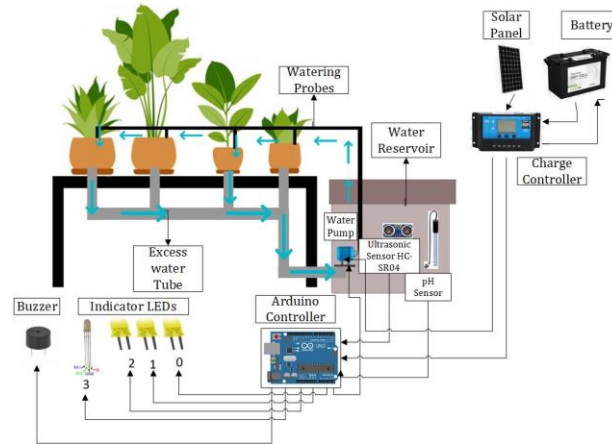 Solar
Panel
Battery
Watering
Probes
Water
Reservoir
Charge
Controller
Water
Pump
Ultrasonic
Sensor HC-
SR04
Excess
water
Tube
pH
Sensor
Buzzer
Indicator LEDs
Arduino
Controller
3
2
1
0